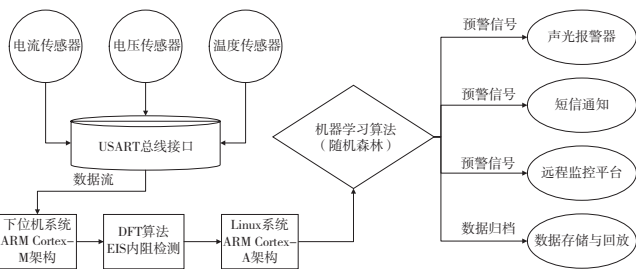 电流传感器
电压传感器
温度传感器
USART总线接口
数据流
下位机系统
ARM Cortex-
M架构
DFT算法
EIS内阻检测
Linux系统
ARM Cortex-
A架构
机器学习算法
（随机森林）
预警信号
声光报警器
预警信号
短信通知
预警信号
远程监控平台
数据归档
数据存储与回放